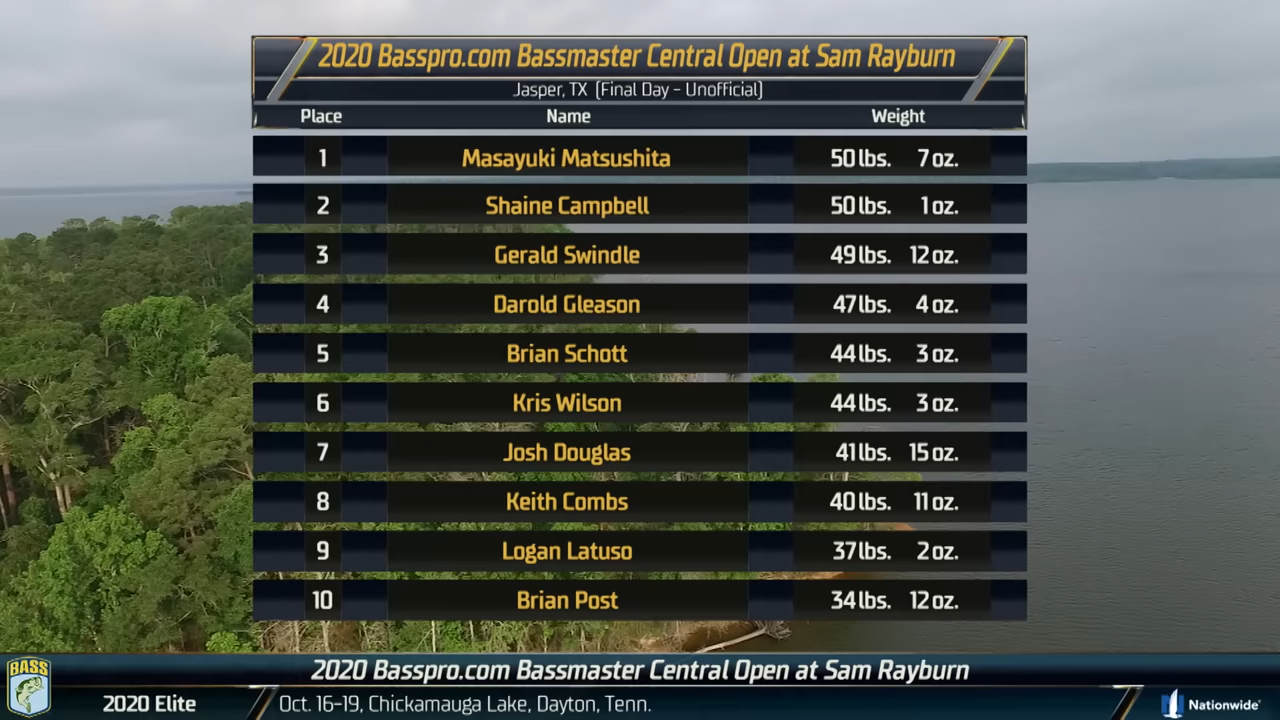 2020 Basspro.com Bassmaster Central Open at Sam Rayburn
Jasper, TX (Final Day - Unofficial)
Place Name Weight
1 Masayuki Matsushita 50 lbs. 7 oz.
2 Shaine Campbell 50 lbs. 1 oz.
3 Gerald Swindle 49 lbs. 12 oz.
4 Darold Gleason 47 lbs. 4 oz.
5 Brian Schott 44 lbs. 3 oz.
6 Kris Wilson 44 lbs. 3 oz.
7 Josh Douglas 41 lbs. 15 oz.
8 Keith Combs 40 lbs. 11 oz.
9 Logan Latuso 37 lbs. 2 oz.
10 Brian Post 34 lbs. 12 oz.
2020 Basspro.com Bassmaster Central Open at Sam Rayburn
BASS
2020 Elite Oct. 16-19, Chickamauga Lake, Dayton, Tenn.
Nationwide®